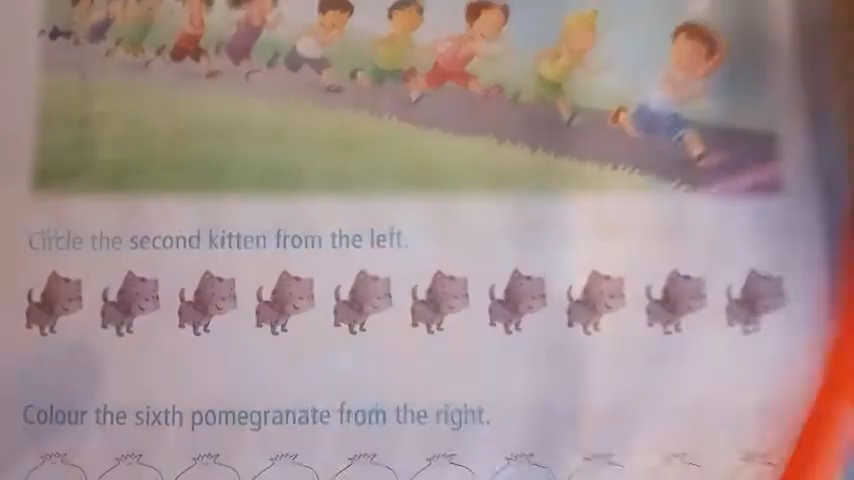 Circle the second kitten from the left.
Colour the sixth pomegranate from the right.